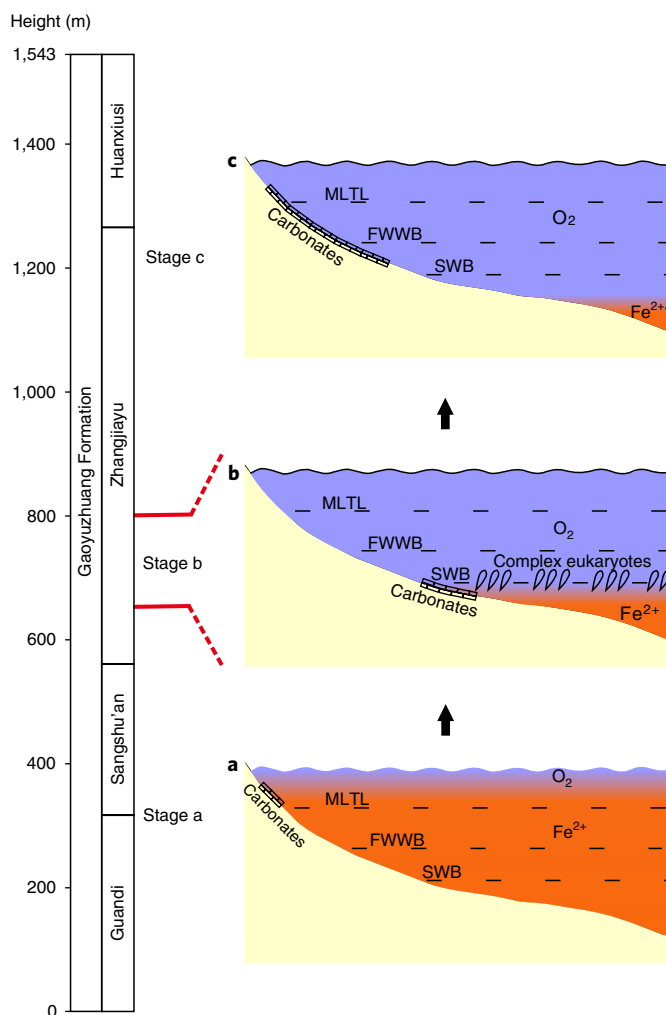 Height (m)
1,543
1,400
1,200
1,000
800
600
400
200
0
Gaoyuzhuang Formation
Huanxiusi
Zhangjiayu
Sangshu'an
Guandi
Stage c
Stage b
Stage a
c
MLTL
O2
FWWB
Carbonates
SWB
Fe2+
b
MLTL
O2
FWWB
Complex eukaryotes
SWB
Carbonates
Fe2+
a
O2
MLTL
Carbonates
Fe2+
FWWB
SWB